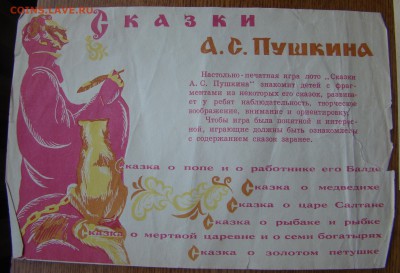 COINS.LAVE.RU
Сказки
А.С. Пушкина
Настольно-печатная игра лото „Сказки
А. С. Пушкина" знакомит детей с фраг-
ментами из некоторых его сказок, развива-
ет у ребят наблюдательность, творческое
воображение, внимание и ориентировку.
Чтобы игра была понятной и интерес-
ной, играющие должны быть ознакомлены
с содержанием сказок заранее.
Сказка о попе и о работнике его Балде
Сказка о медведихе
Сказка о царе Салтане
Сказка о рыбаке и рыбке
Сказка о мертвой царевне и о семи богатырях
Сказка о золотом петушке